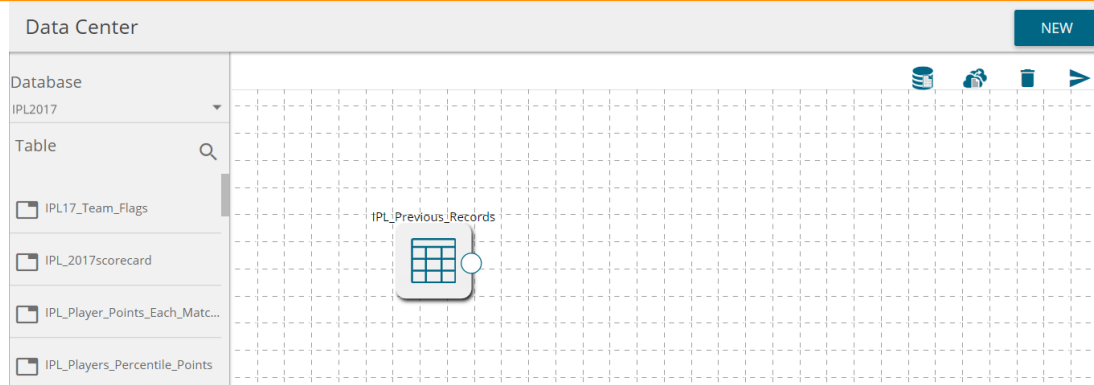 Data Center
NEW
Database
IPL2017
Table
IPL17_Team_Flags
IPL_2017scorecard
IPL_Player_Points_Each_Matc...
IPL_Players_Percentile_Points
IPL_Previous_Records